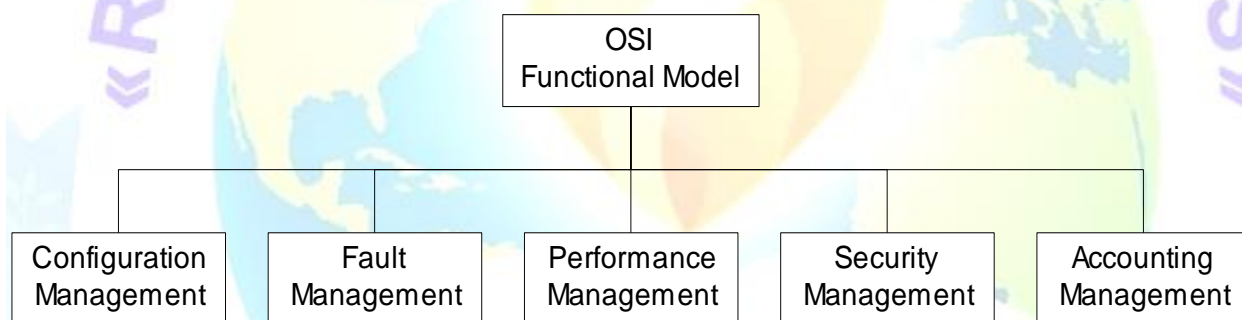 OSI
Functional Model
Configuration
Management
Fault
Management
Performance
Management
Security
Management
Accounting
Management
«R
«S